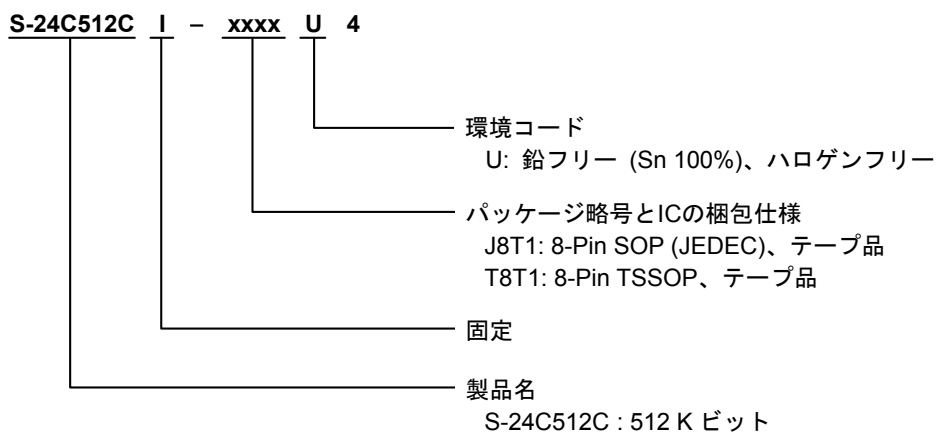 S-24C512C I – xxxx U 4
環境コード
U: 鉛フリー (Sn 100%)、ハロゲンフリー
パッケージ略号とICの梱包仕様
J8T1: 8-Pin SOP (JEDEC)、テープ品
T8T1: 8-Pin TSSOP、テープ品
固定
製品名
S-24C512C : 512 K ビット